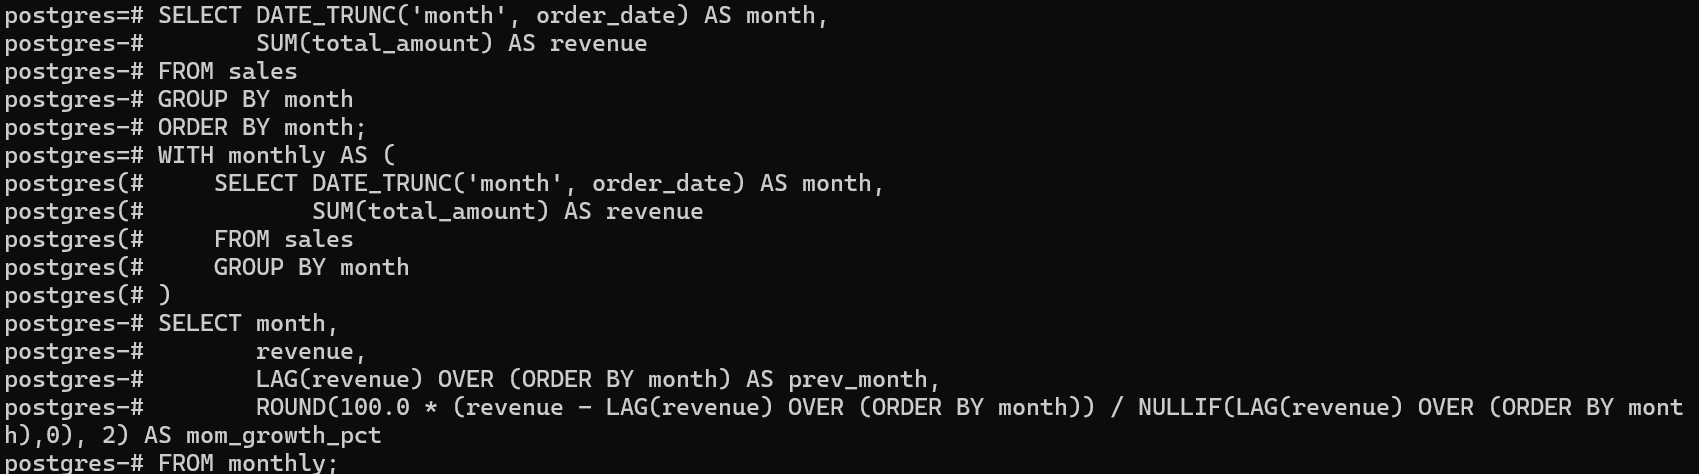 postgres=# SELECT DATE_TRUNC('month', order_date) AS month,
postgres-#        SUM(total_amount) AS revenue
postgres-# FROM sales
postgres-# GROUP BY month
postgres-# ORDER BY month;
postgres=# WITH monthly AS (
postgres(#     SELECT DATE_TRUNC('month', order_date) AS month,
postgres(#            SUM(total_amount) AS revenue
postgres(#     FROM sales
postgres(#     GROUP BY month
postgres(# )
postgres-# SELECT month,
postgres-#        revenue,
postgres-#        LAG(revenue) OVER (ORDER BY month) AS prev_month,
postgres-#        ROUND(100.0 * (revenue - LAG(revenue) OVER (ORDER BY month)) / NULLIF(LAG(revenue) OVER (ORDER BY mont
h),0), 2) AS mom_growth_pct
postgres-# FROM monthly;